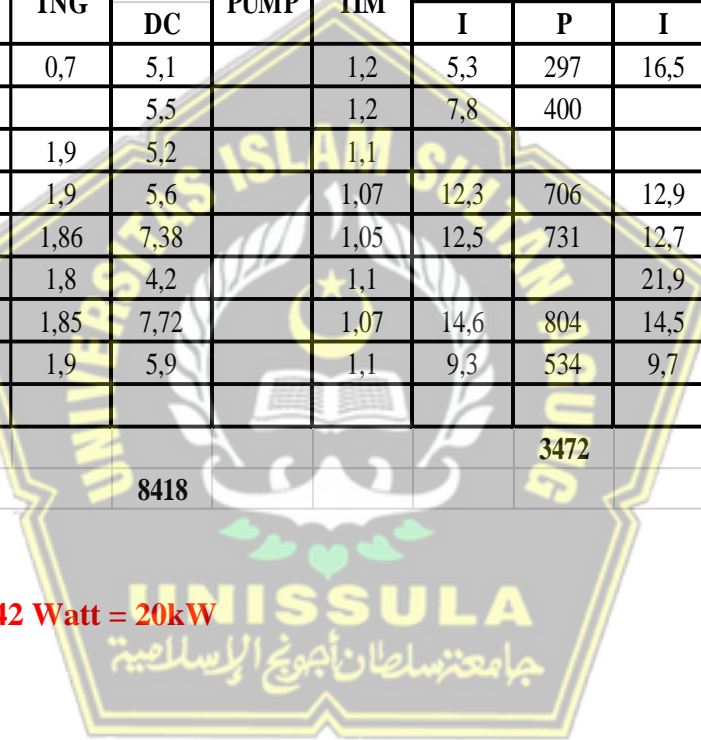 DC I P I
0,7 5,1 1,2 5,3 297 16,5
5,5 1,2 7,8 400
1,9 5,2 1,1
1,9 5,6 1,07 12,3 706 12,9
1,86 7,38 1,05 12,5 731 12,7
1,8 4,2 1,1 21,9
1,85 7,72 1,07 14,6 804 14,5
1,9 5,9 1,1 9,3 534 9,7
3472
8418
42 Watt = 20kW
UNIVERSITAS ISLAM SULTAN AGUNG
UNISSULA
جامعة سلطان أجونج الإسلامية